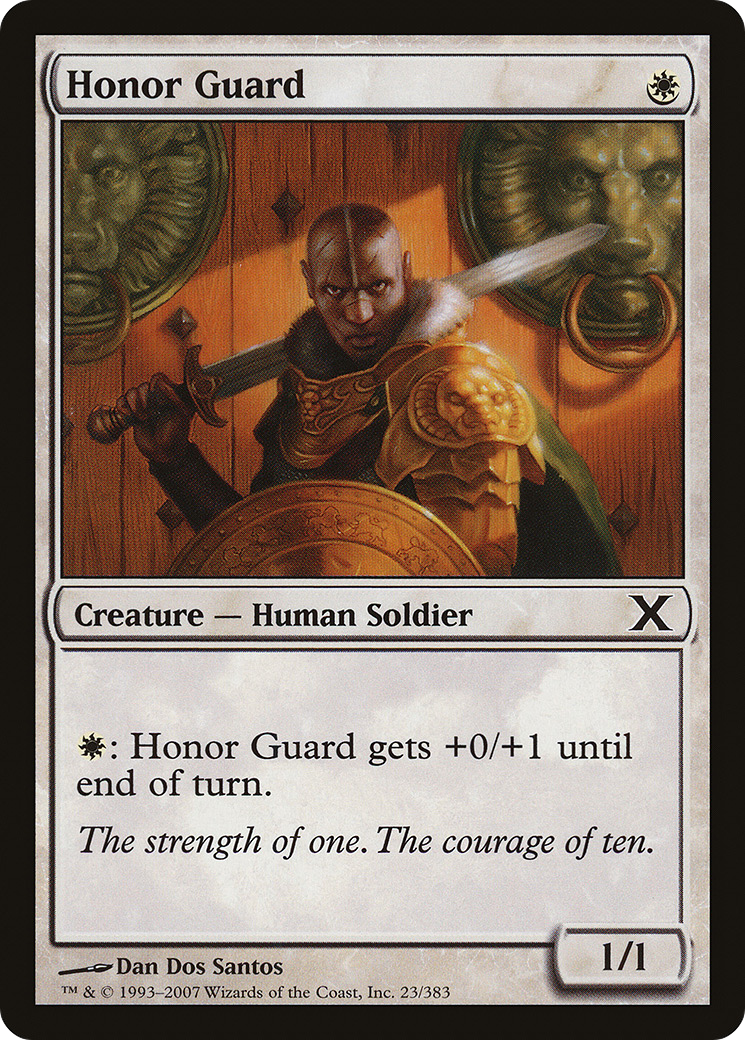 Honor Guard
Creature — Human Soldier X
: Honor Guard gets +0/+1 until
end of turn.
The strength of one. The courage of ten.
1/1
Dan Dos Santos
™ & © 1993–2007 Wizards of the Coast, Inc. 23/383